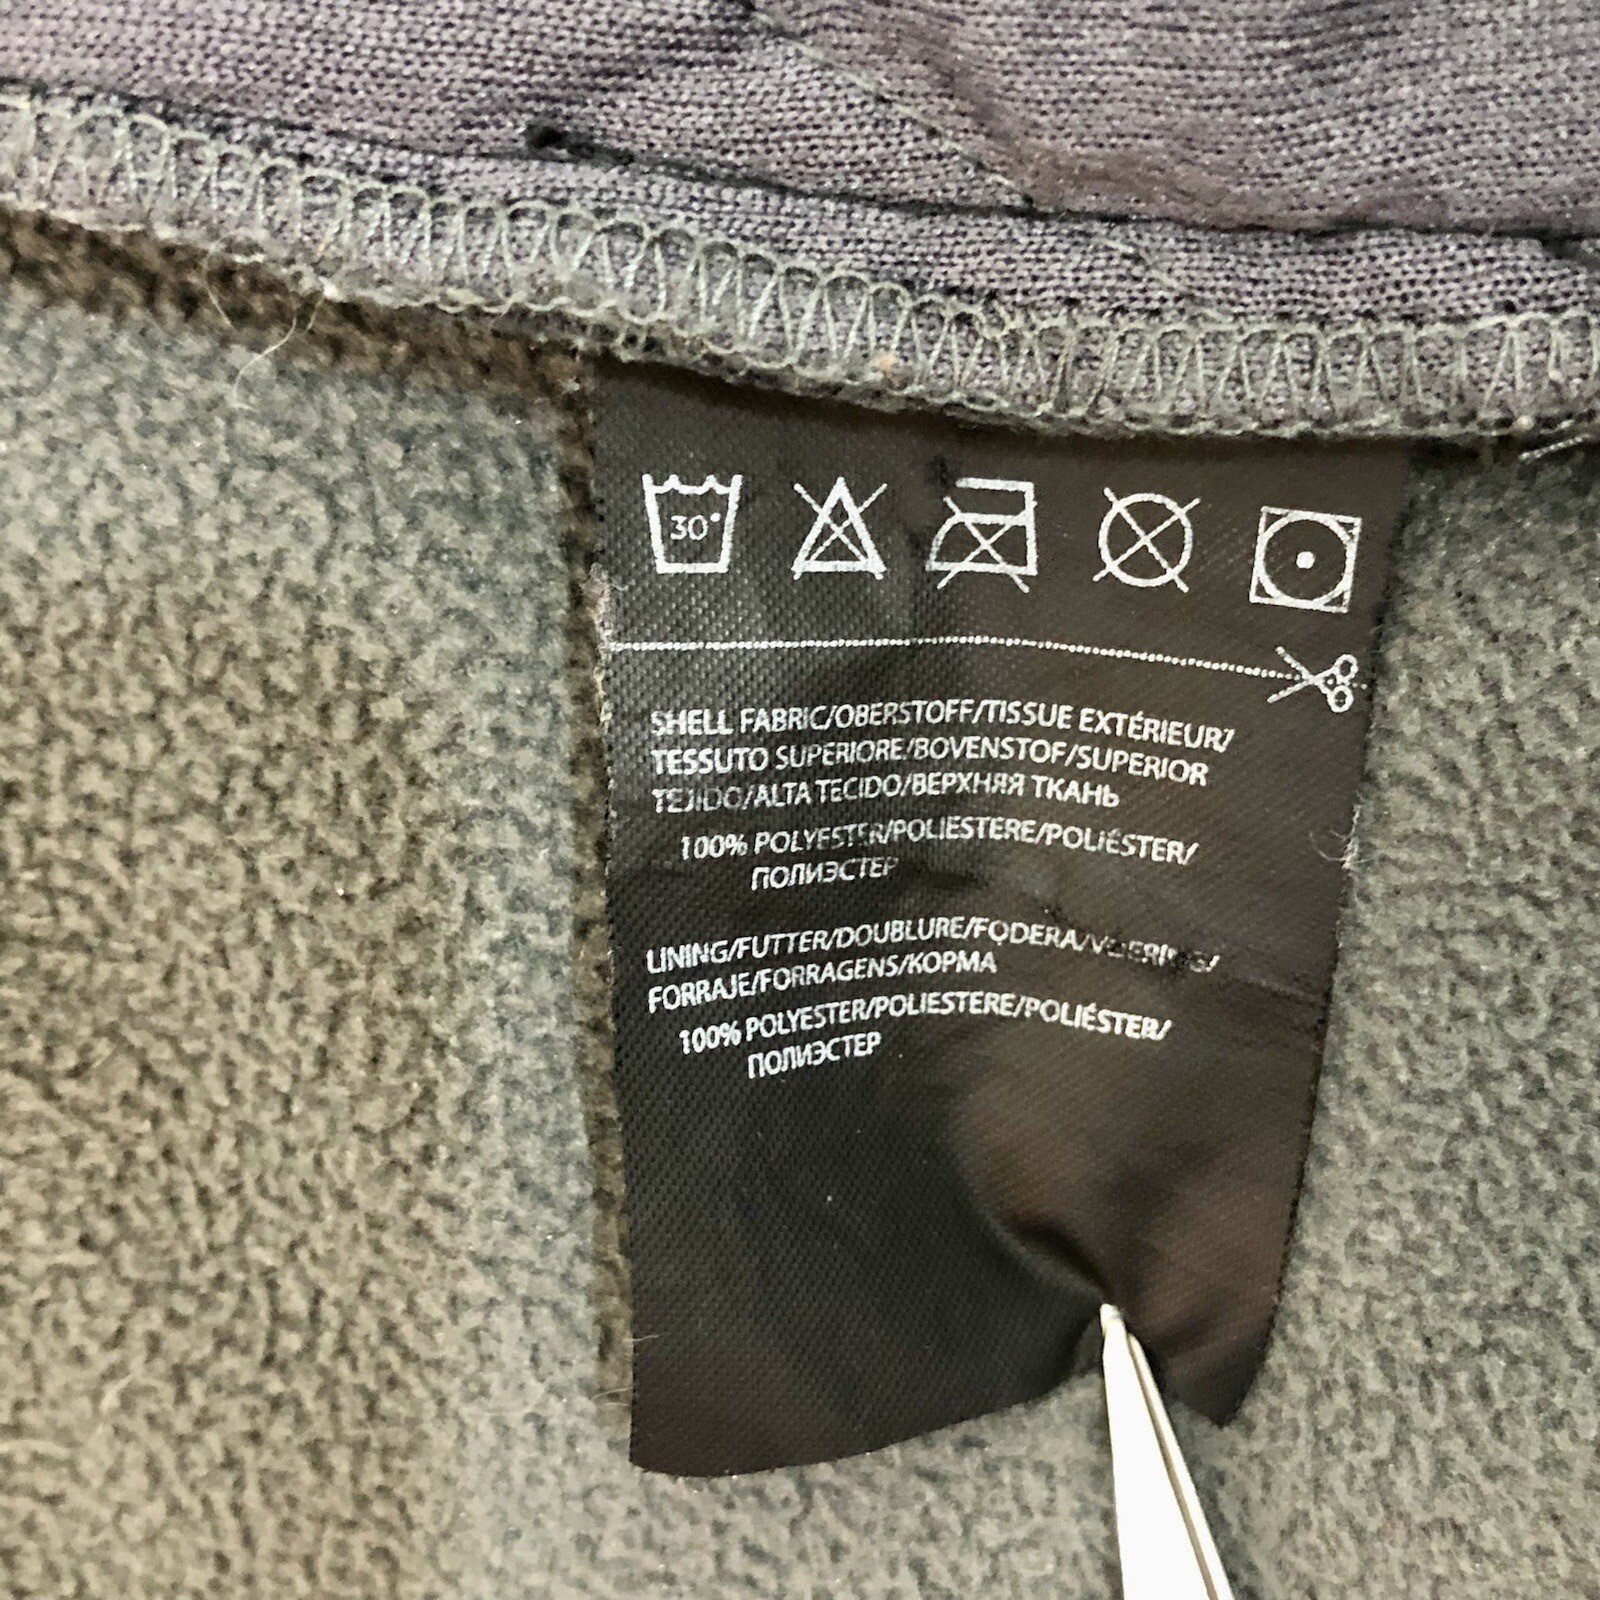 30°
SHELL FABRIC/OBERSTOFF/TISSUE EXTÉRIEUR/
TESSUTO SUPERIORE/BOVENSTOF/SUPERIOR
TEJIDO/ALTA TECIDO/ВЕРХНЯЯ ТКАНЬ
100% POLYESTER/POLIESTERE/POLIÉSTER/
ПОЛИЭСТЕР
LINING/FUTTER/DOUBLURE/FODERA/VOERING/
FORRAJE/FORRAGENS/КОРМА
100% POLYESTER/POLIESTERE/POLIÉSTER/
ПОЛИЭСТЕР